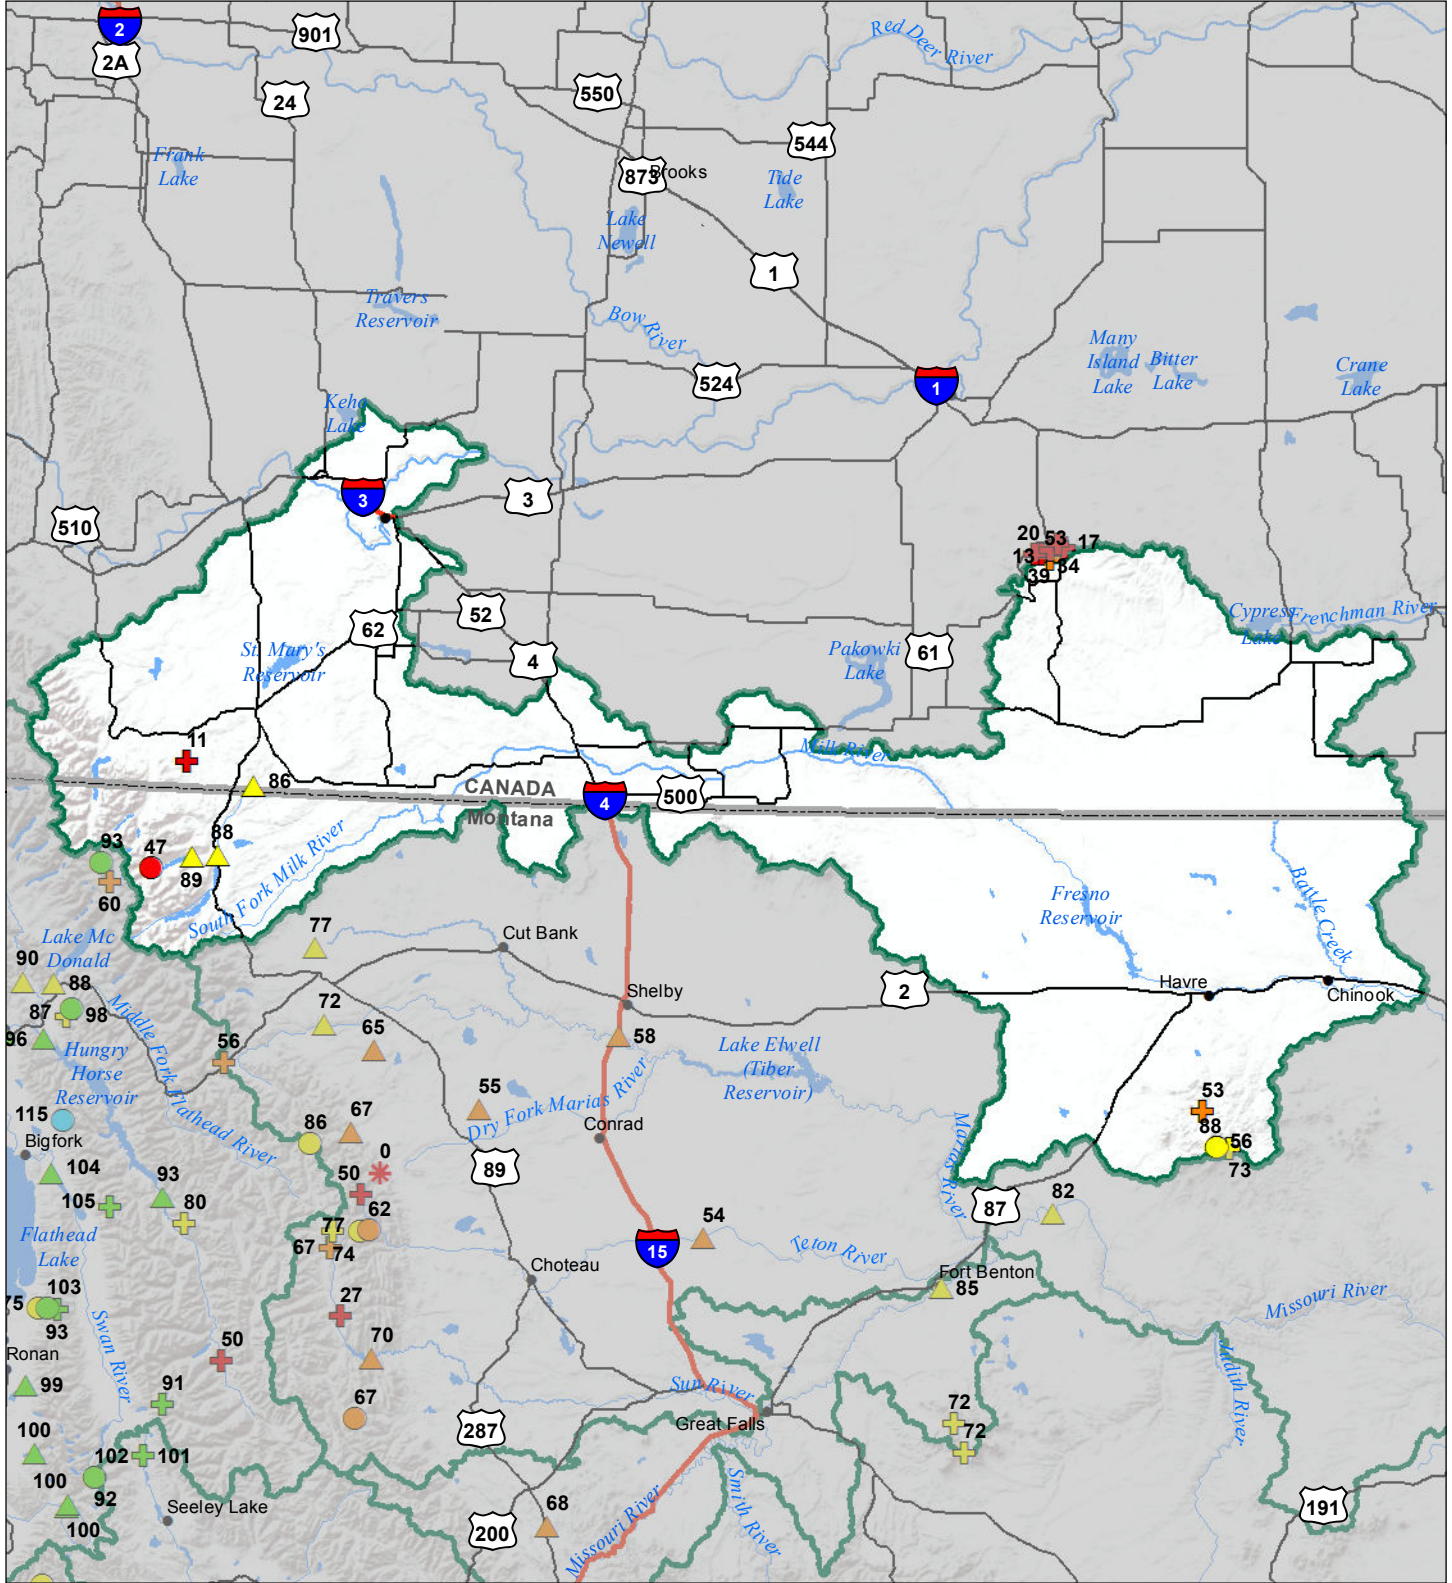 2
2A
901
24
550
Red Deer River
544
Frank
Lake
873
Brooks
Tide
Lake
Lake
Newell
1
Travers
Reservoir
Bow River
Many
Island
Lake
Bitter
Lake
Crane
Lake
524
1
Keho
Lake
3
3
510
20
53
17
13
34
39
52
62
Cypress
Lake
Frenchman River
St. Mary's
Reservoir
4
Pakowki
Lake
61
11
Milk River
86
CANADA
Montana
4
500
93
47
88
89
60
South Fork Milk River
Fresno
Reservoir
Battle Creek
77
Cut Bank
Lake Mc
Donald
90
88
87
98
96
Middle Fork Flathead River
72
65
56
Shelby
58
2
Havre
Chinook
Hungry
Horse
Reservoir
Lake Elwell
(Tiber
Reservoir)
55
Dry Fork Marias River
53
88
56
73
115
Bigfork
86
67
0
Conrad
Marias River
104
93
50
89
105
80
82
87
62
77
67
74
54
15
Teton River
Flathead
Lake
Choteau
Fort Benton
85
103
75
93
27
Missouri River
Swan River
Ronan
50
70
99
91
67
Sun River
Great Falls
Judith River
72
72
287
100
102
101
100
92
100
Seeley Lake
200
68
Missouri River
Smith River
191